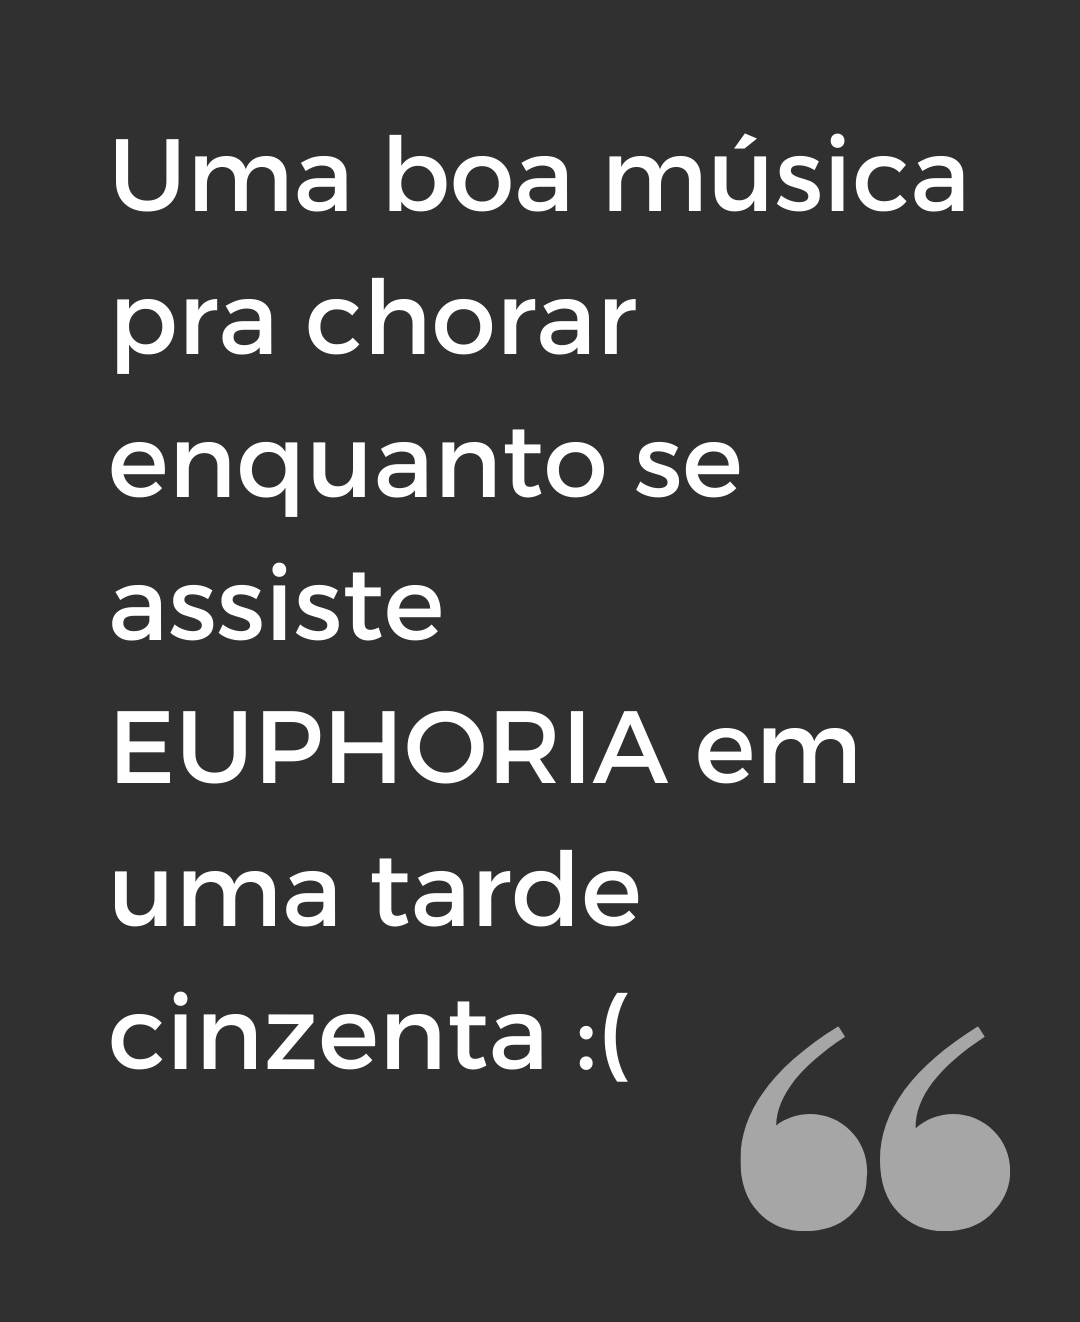 Uma boa música
pra chorar
enquanto se
assiste
EUPHORIA em
uma tarde
cinzenta :(
“